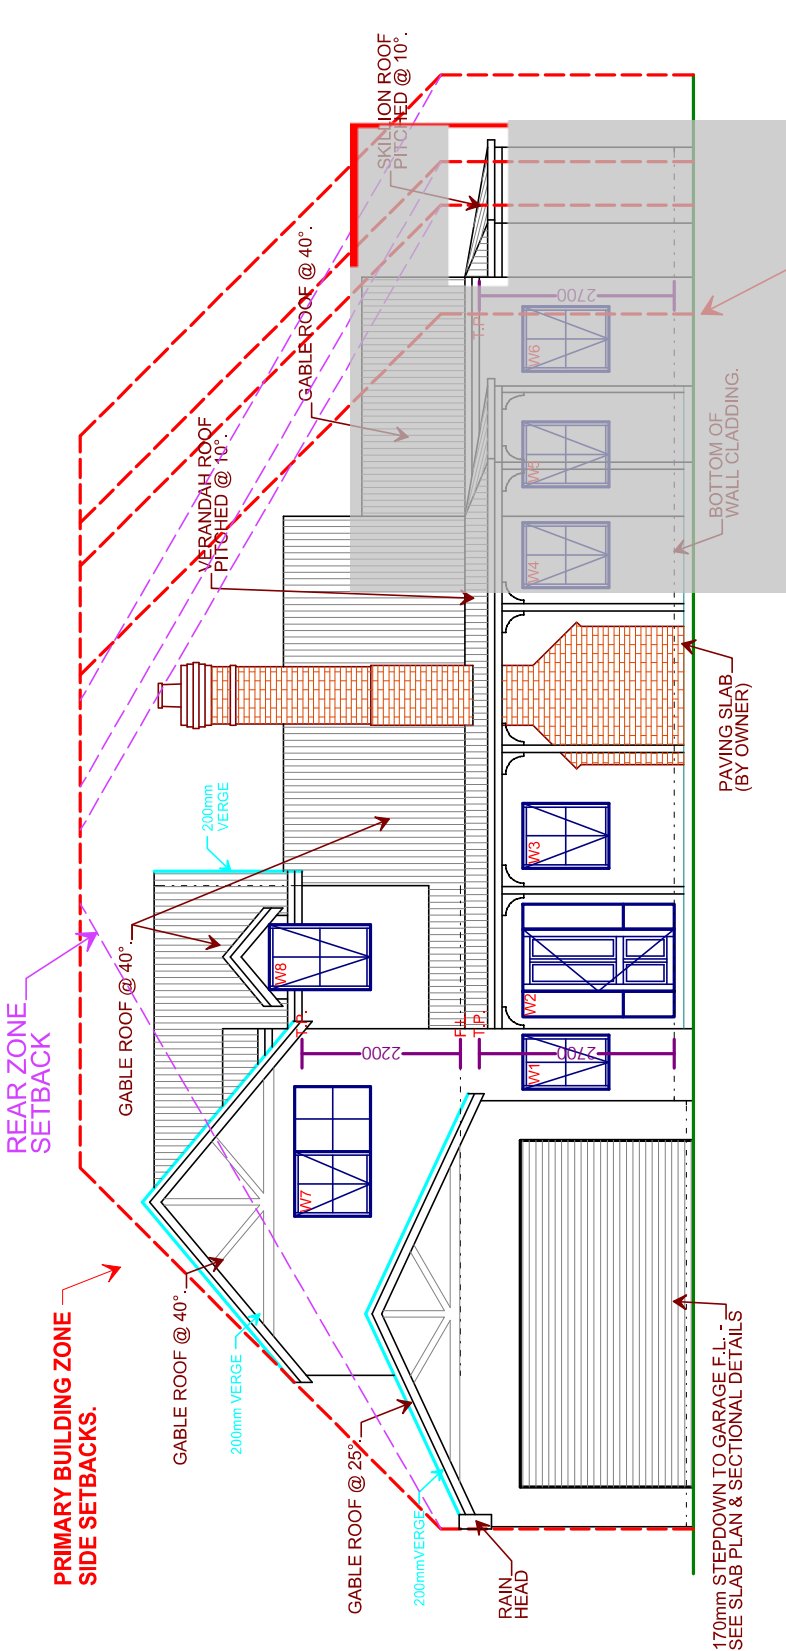 PRIMARY BUILDING ZONE
SIDE SETBACKS.
REAR ZONE
SETBACK
GABLE ROOF @ 40°.
GABLE ROOF @ 40°.
200mm VERGE
GABLE ROOF @ 25°.
200mmVERGE
RAIN
HEAD
170mm STEPDOWN TO GARAGE F.L. -
SEE SLAB PLAN & SECTIONAL DETAILS
200mm
VERGE
VERANDAH ROOF
PITCHED @ 10°.
GABLE ROOF @ 40°.
SKILLION ROOF
PITCHED @ 10°.
PAVING SLAB
(BY OWNER)
BOTTOM OF
WALL CLADDING.
W7
W8
W1
W2
W3
W4
W5
W6
T.P.
F.L.
T.P.
T.P.
2200
2700
2700